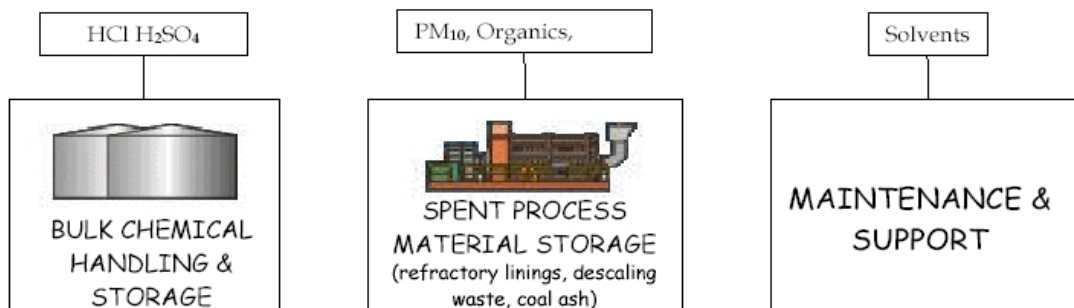 HCl H₂SO₄
PM₁₀, Organics,
Solvents
BULK CHEMICAL
HANDLING &
STORAGE
SPENT PROCESS
MATERIAL STORAGE
(refractory linings, descaling
waste, coal ash)
MAINTENANCE &
SUPPORT